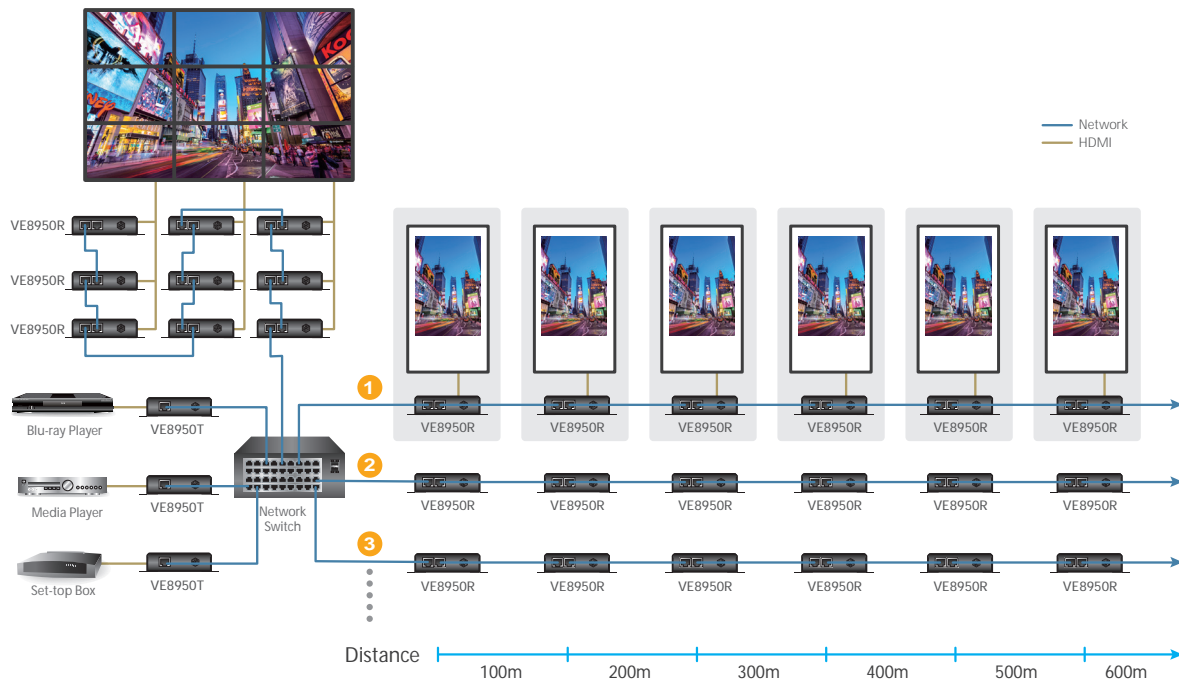 Network
HDMI
VE8950R
VE8950R
VE8950R
Blu-ray Player
VE8950T
Media Player
VE8950T
Set-top Box
VE8950T
Network
Switch
1
VE8950R VE8950R VE8950R VE8950R VE8950R VE8950R
2
VE8950R VE8950R VE8950R VE8950R VE8950R VE8950R
3
VE8950R VE8950R VE8950R VE8950R VE8950R VE8950R
Distance
100m 200m 300m 400m 500m 600m